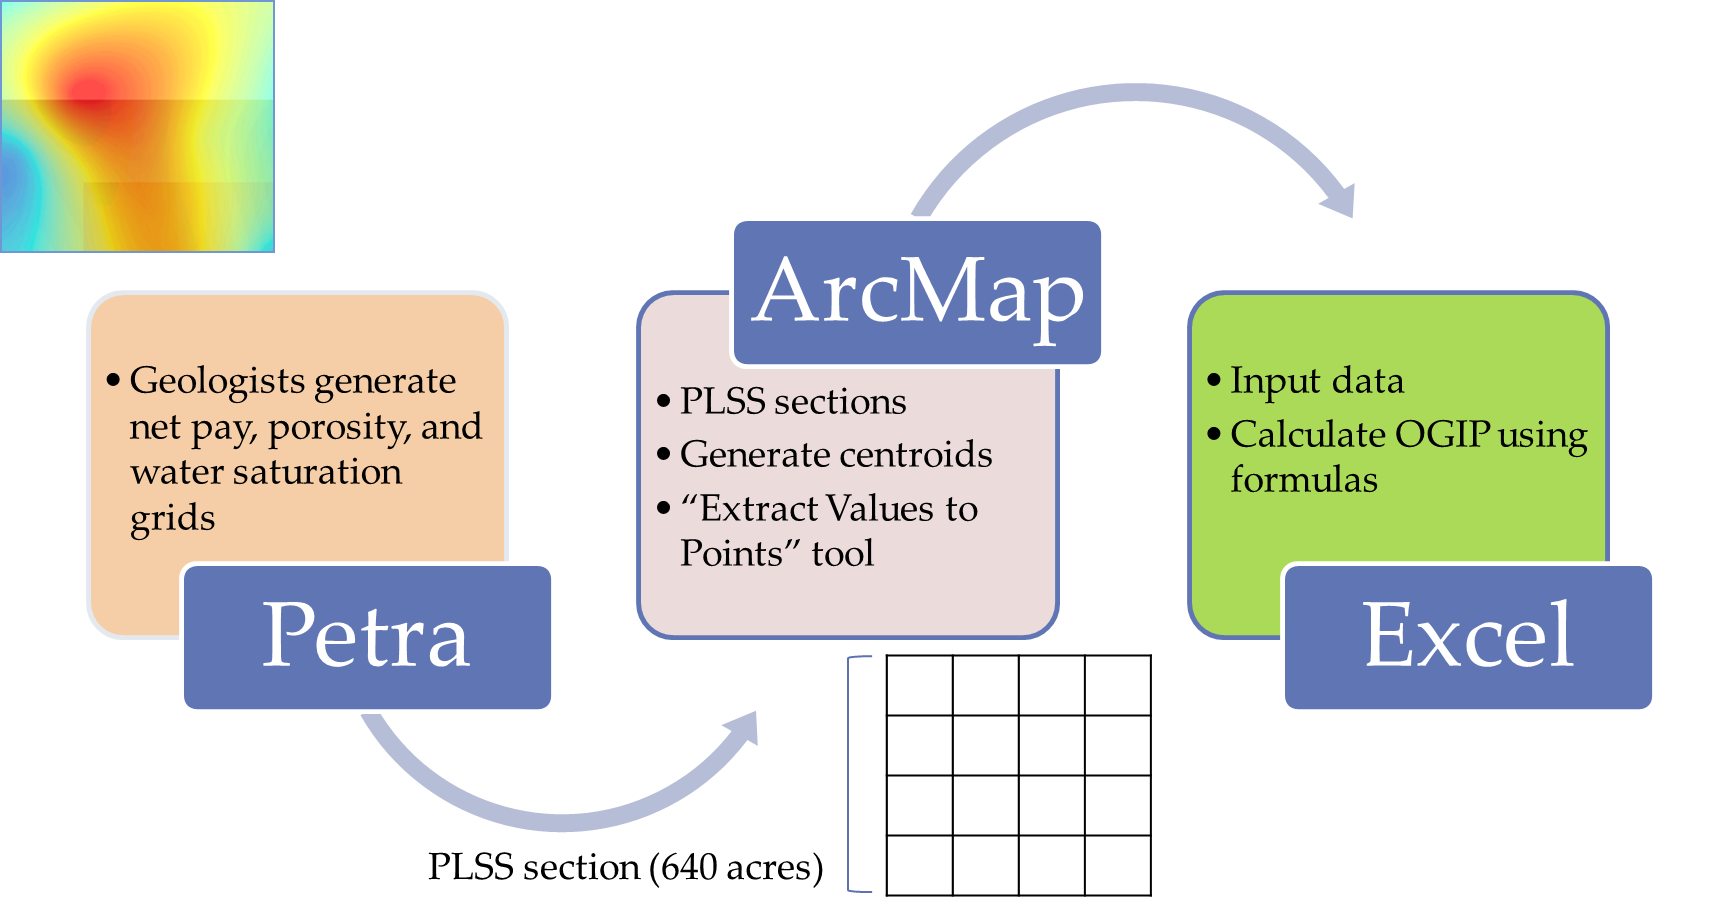 • Geologists generate
net pay, porosity, and
water saturation
grids
Petra
ArcMap
• PLSS sections
• Generate centroids
• “Extract Values to
Points” tool
• Input data
• Calculate OGIP using
formulas
Excel
PLSS section (640 acres)